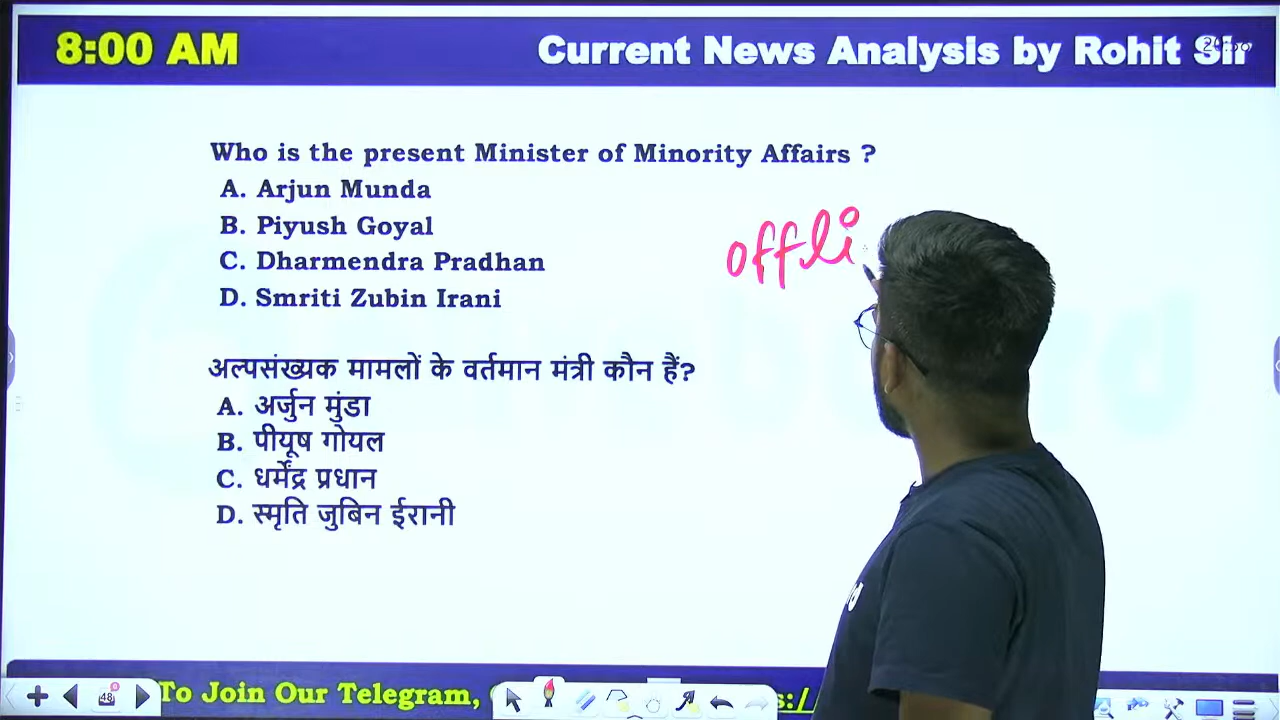 8:00 AM
Current News Analysis by Rohit Sir
Who is the present Minister of Minority Affairs ?
A. Arjun Munda
B. Piyush Goyal
C. Dharmendra Pradhan
D. Smriti Zubin Irani
offli
अल्पसंख्यक मामलों के वर्तमान मंत्री कौन हैं?
A. अर्जुन मुंडा
B. पीयूष गोयल
C. धर्मेंद्र प्रधान
D. स्मृति जुबिन ईरानी
To Join Our Telegram,
48